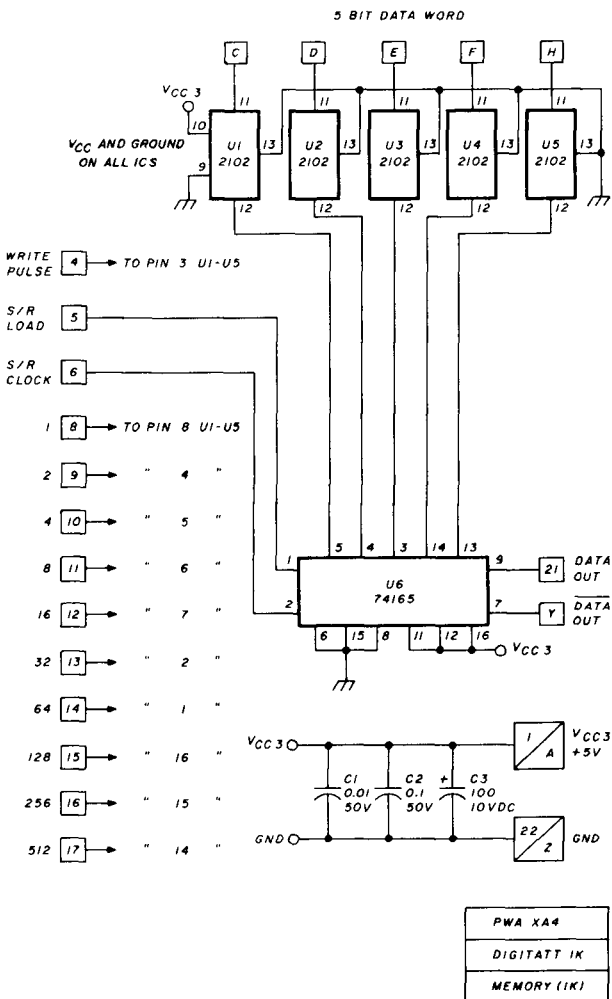 5 BIT DATA WORD
C D E F H
VCC 3
11 11 11 11 11
10
VCC AND GROUND
ON ALL ICS
9
U1
2102
13
U2
2102
13
U3
2102
13
U4
2102
13
U5
2102
13
12 12 12 12 12
WRITE
PULSE
4 TO PIN 3 U1-U5
S/R
LOAD
5
S/R
CLOCK
6
1 8 TO PIN 8 U1-U5
2 9 " 4 "
4 10 " 5 "
8 11 " 6 "
16 12 " 7 "
32 13 " 2 "
64 14 " 1 "
128 15 " 16 "
256 16 " 15 "
512 17 " 14 "
1 5 4 3 14 13 9
U6
74165
2 7
6 15 8 11 12 16
21 DATA
OUT
Y DATA
OUT
VCC 3
VCC 3
1/A VCC3
+5V
C1
0.01
50V
C2
0.1
50V
+ C3
100
10VDC
GND
22/Z GND
PWA XA4
DIGITATT 1K
MEMORY (1K)